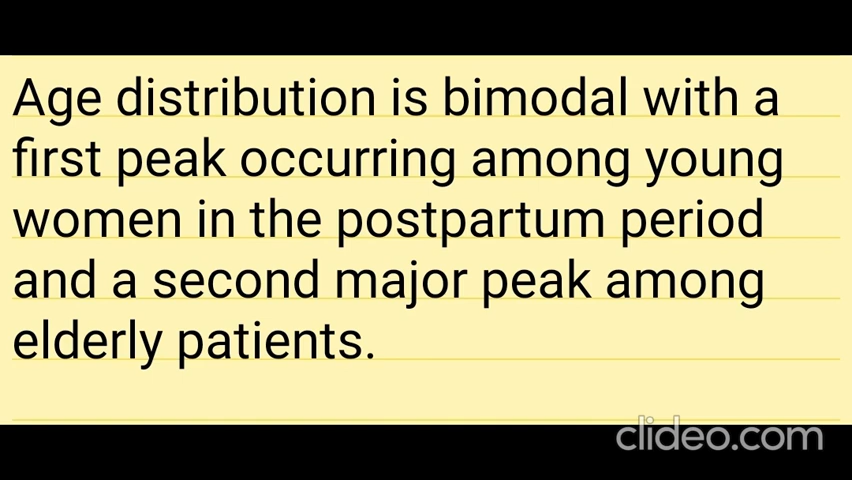 Age distribution is bimodal with a
first peak occurring among young
women in the postpartum period
and a second major peak among
elderly patients.
clideo.com